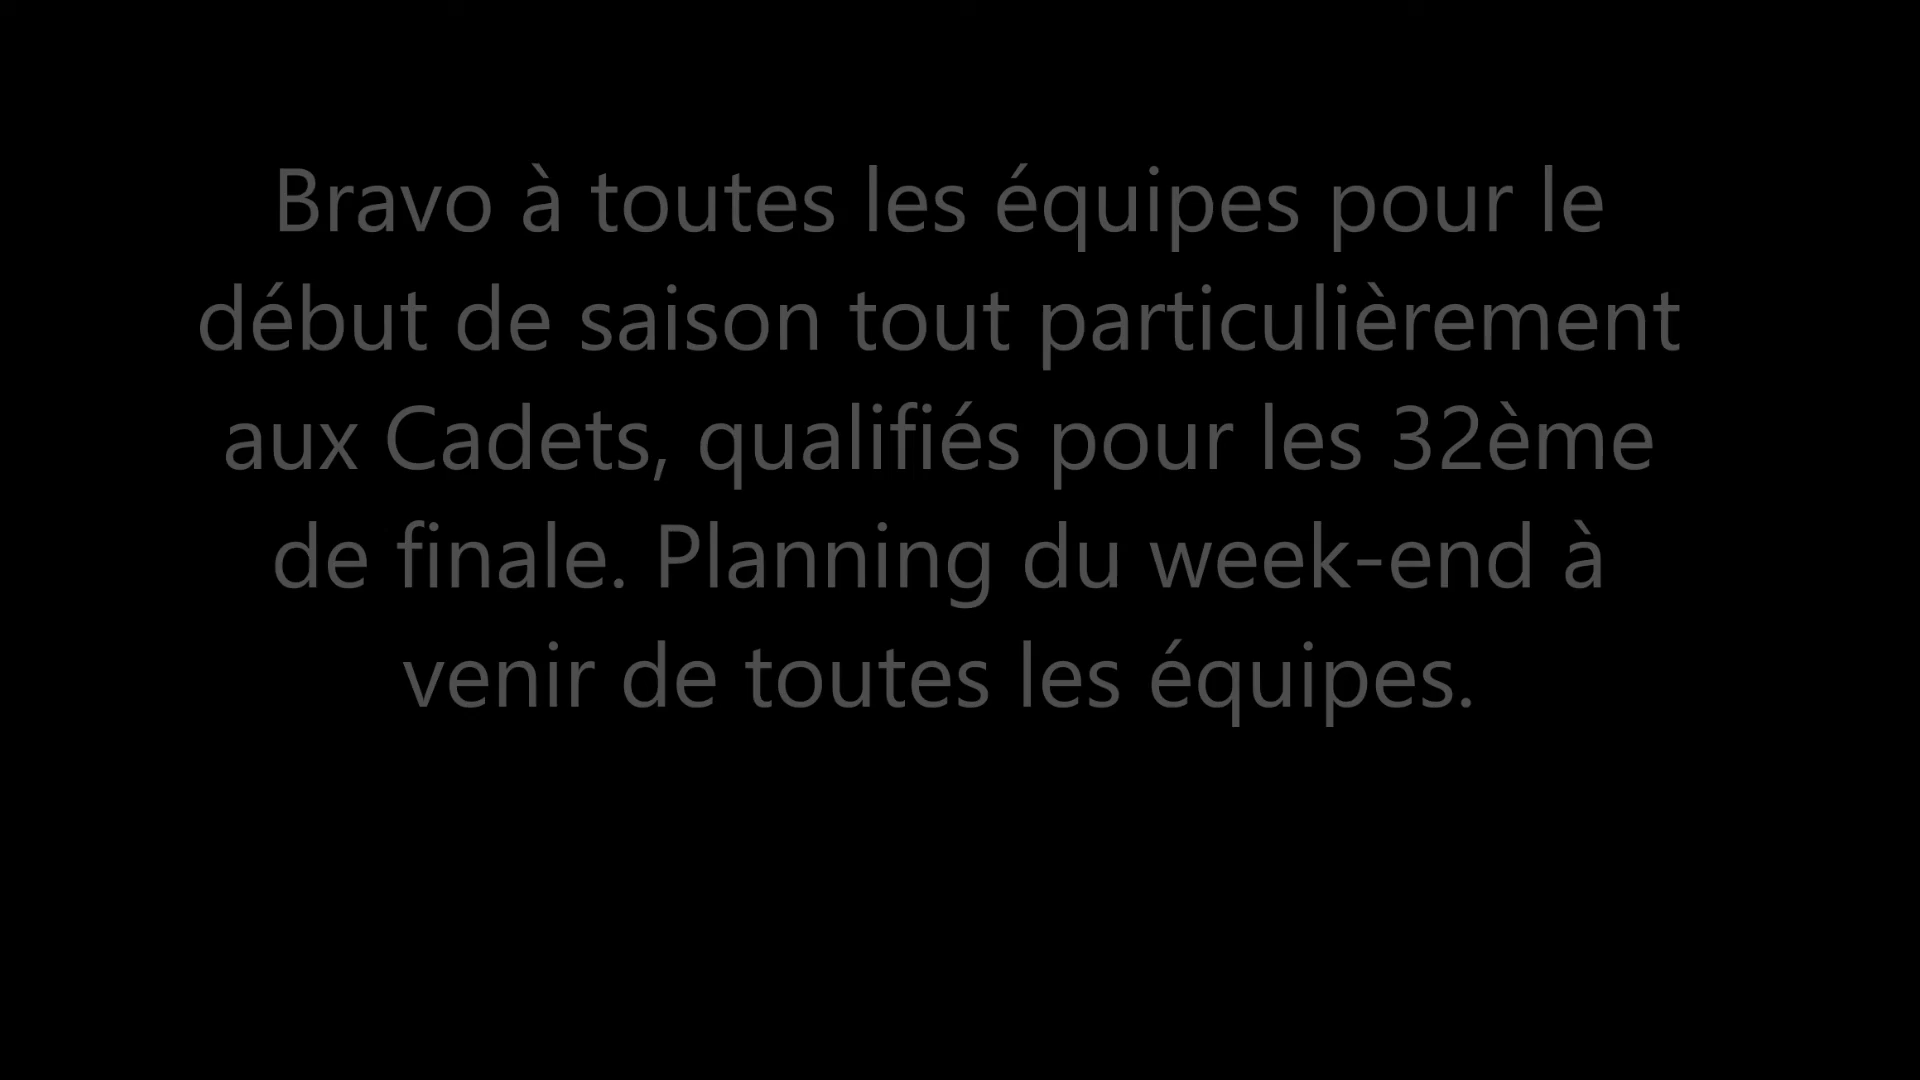 Bravo à toutes les équipes pour le
début de saison tout particulièrement
aux Cadets, qualifiés pour les 32ème
de finale. Planning du week-end à
venir de toutes les équipes.